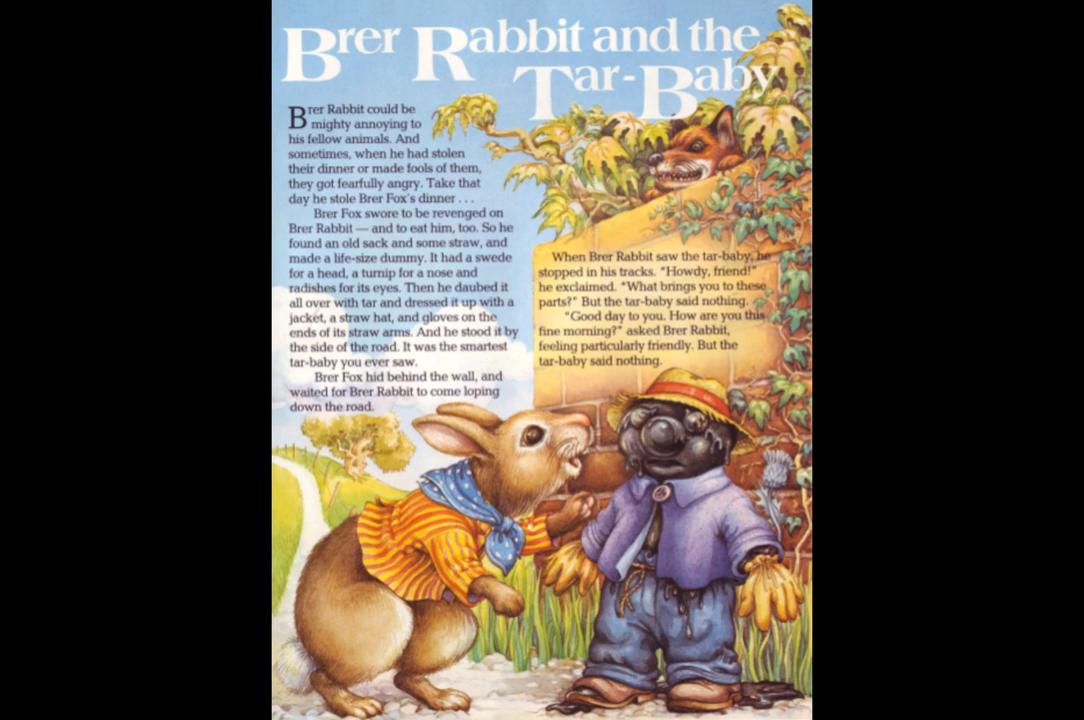 Brer Rabbit and the
Tar-Baby
Brer Rabbit could be
mighty annoying to
his fellow animals. And
sometimes, when he had stolen
their dinner or made fools of them,
they got fearfully angry. Take that
day he stole Brer Fox's dinner . . .
Brer Fox swore to be revenged on
Brer Rabbit — and to eat him, too. So he
found an old sack and some straw, and
made a life-size dummy. It had a swede
for a head, a turnip for a nose and
radishes for its eyes. Then he daubed it
all over with tar and dressed it up with a
jacket, a straw hat, and gloves on the
ends of its straw arms. And he stood it by
the side of the road. It was the smartest
tar-baby you ever saw.
Brer Fox hid behind the wall, and
waited for Brer Rabbit to come loping
down the road.
When Brer Rabbit saw the tar-baby, he
stopped in his tracks. "Howdy, friend!"
he exclaimed. "What brings you to these
parts?" But the tar-baby said nothing.
"Good day to you. How are you this
fine morning?" asked Brer Rabbit,
feeling particularly friendly. But the
tar-baby said nothing.